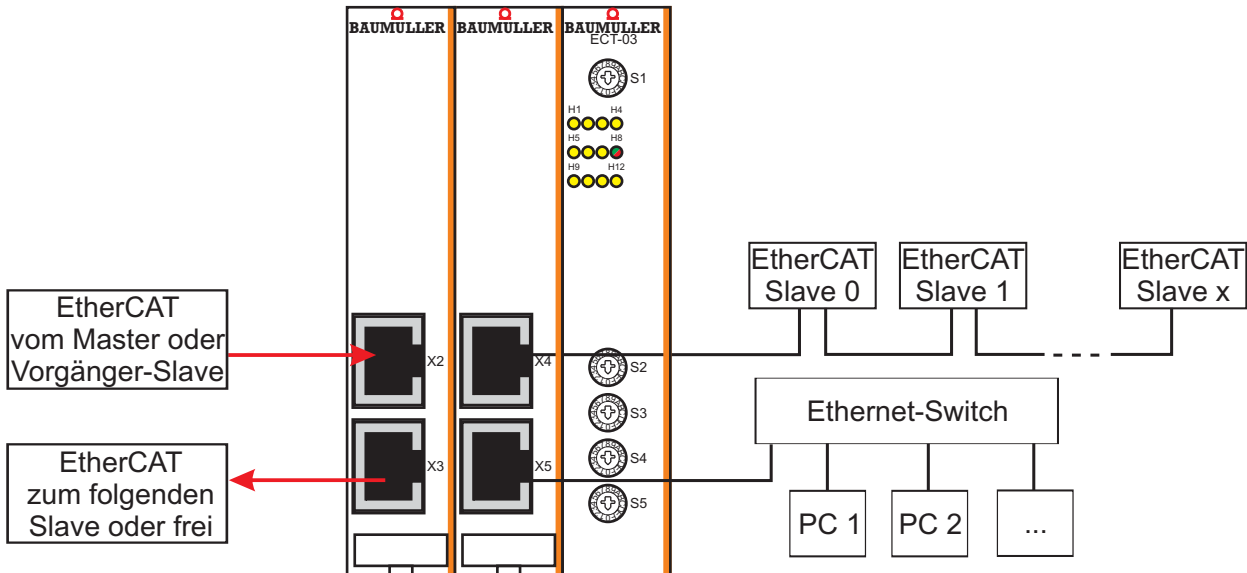 BAUMÜLLER
BAUMÜLLER
BAUMÜLLER
ECT-03
S1
H1 H4
H5 H8
H9 H12
EtherCAT
vom Master oder
Vorgänger-Slave
EtherCAT
zum folgenden
Slave oder frei
X2
X4
X3
X5
S2
S3
S4
S5
EtherCAT
Slave 0
EtherCAT
Slave 1
EtherCAT
Slave x
Ethernet-Switch
PC 1
PC 2
...